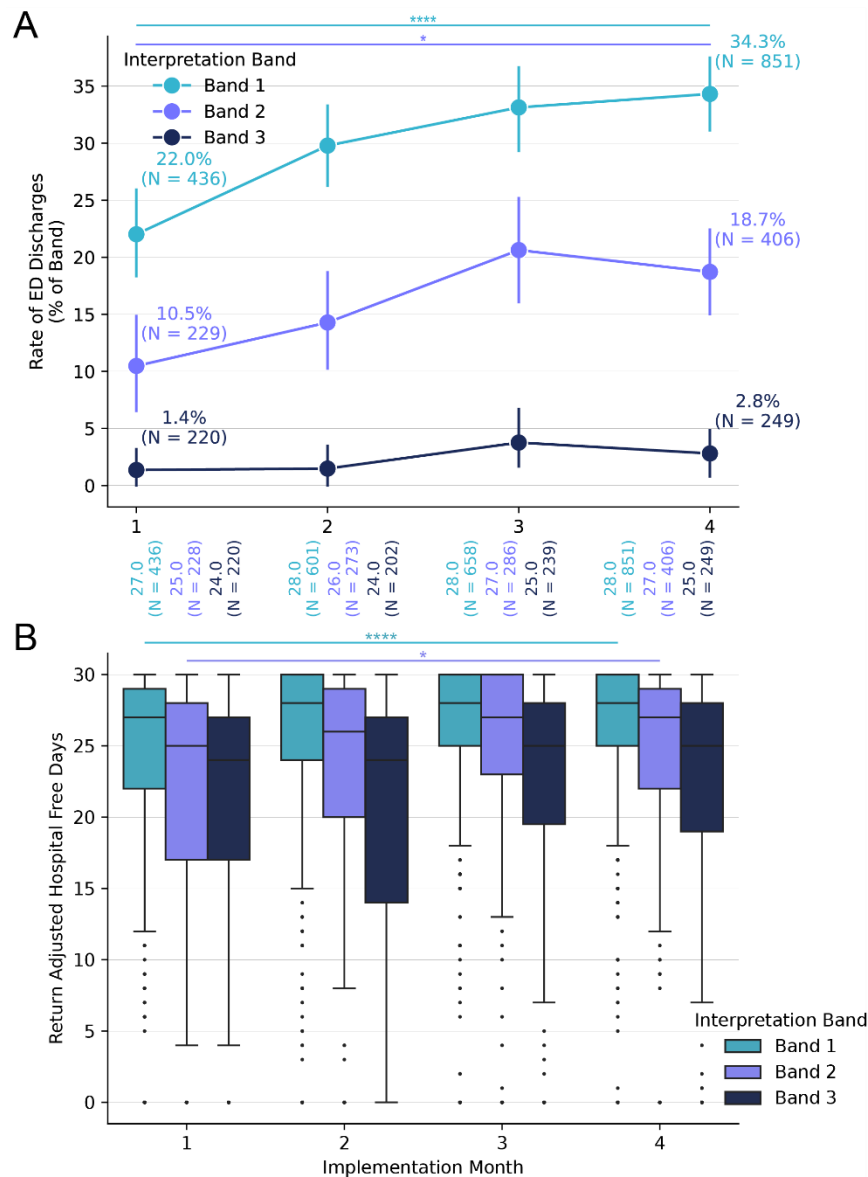 A
****
*
Interpretation Band
Band 1
Band 2
Band 3
34.3%
(N = 851)
22.0%
(N = 436)
18.7%
(N = 406)
10.5%
(N = 229)
1.4%
(N = 220)
2.8%
(N = 249)
Rate of ED Discharges
(% of Band)
35
30
25
20
15
10
5
0
1
2
3
4
27.0
(N = 436)
25.0
(N = 228)
24.0
(N = 220)
28.0
(N = 601)
26.0
(N = 273)
24.0
(N = 202)
28.0
(N = 658)
27.0
(N = 286)
25.0
(N = 239)
28.0
(N = 851)
27.0
(N = 406)
25.0
(N = 249)
B
****
*
Return Adjusted Hospital Free Days
30
25
20
15
10
5
0
Interpretation Band
Band 1
Band 2
Band 3
1
2
3
4
Implementation Month